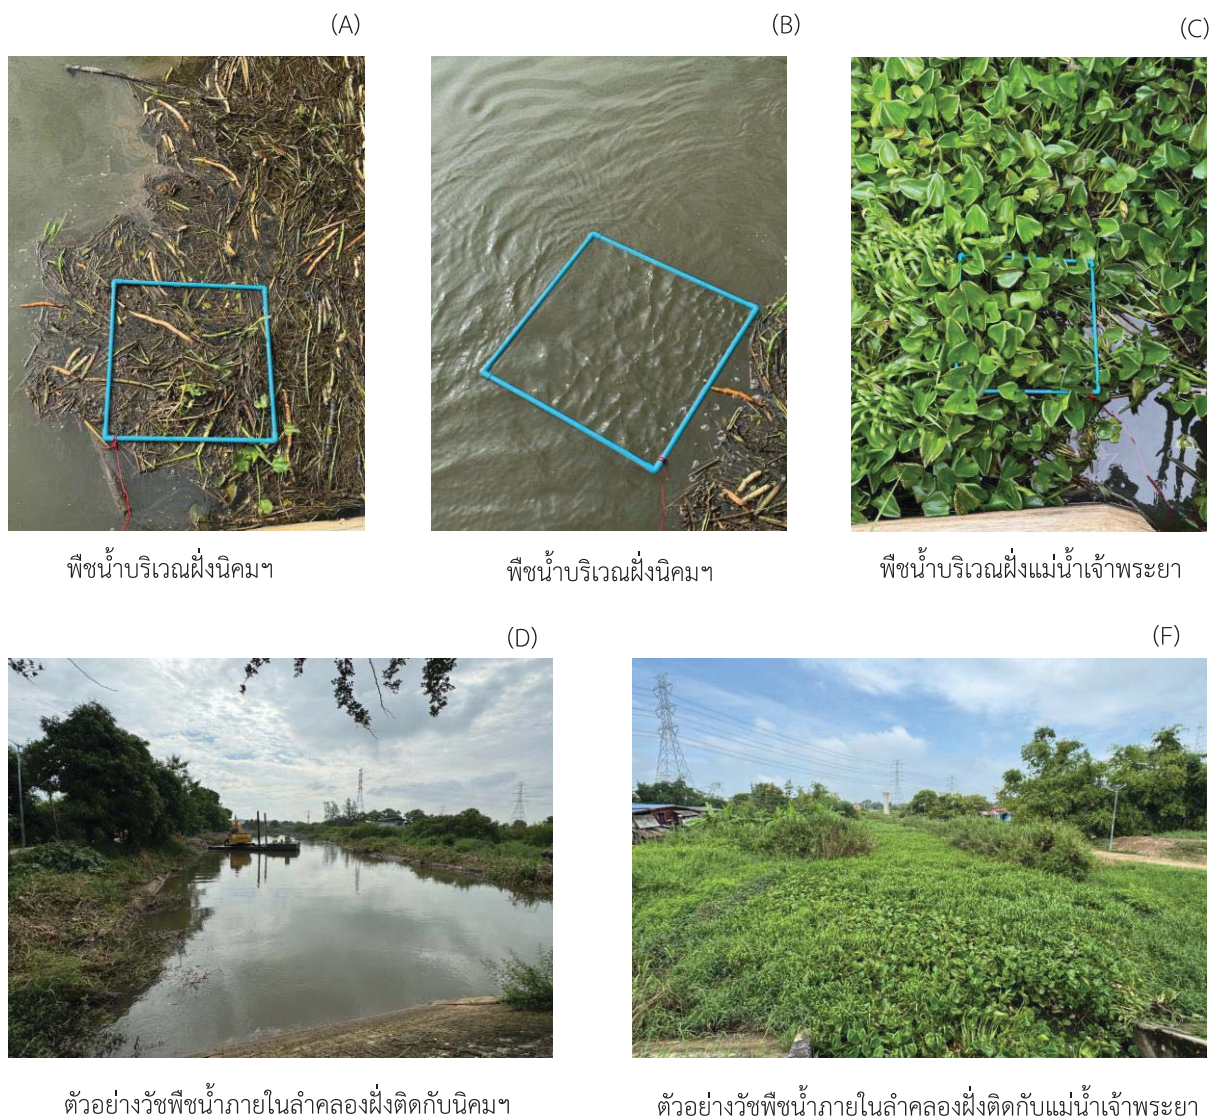 (A)
(B)
(C)
พืชน้ำบริเวณฝั่งนิคมฯ
พืชน้ำบริเวณฝั่งนิคมฯ
พืชน้ำบริเวณฝั่งแม่น้ำเจ้าพระยา
(D)
(F)
ตัวอย่างวัชพืชน้ำภายในลำคลองฝั่งติดกับนิคมฯ
ตัวอย่างวัชพืชน้ำภายในลำคลองฝั่งติดกับแม่น้ำเจ้าพระยา